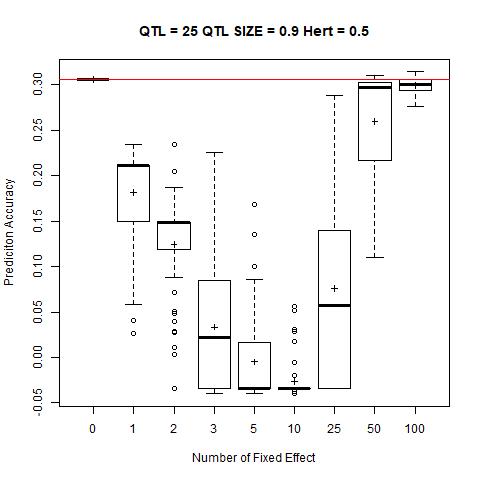 QTL = 25 QTL SIZE = 0.9 Hert = 0.5
Prediciton Accuracy
0.30
0.25
0.20
0.15
0.10
0.05
0.00
-0.05
0 1 2 3 5 10 25 50 100
Number of Fixed Effect